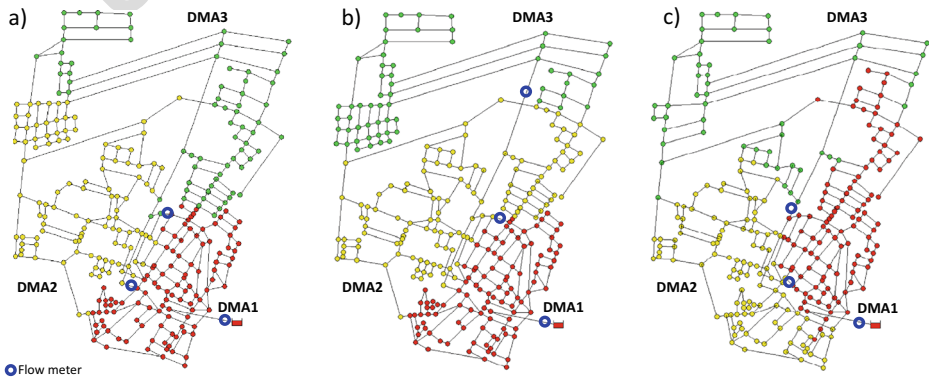 a)
DMA3
DMA2
DMA1
Flow meter
b)
DMA3
DMA2
DMA1
c)
DMA3
DMA2
DMA1